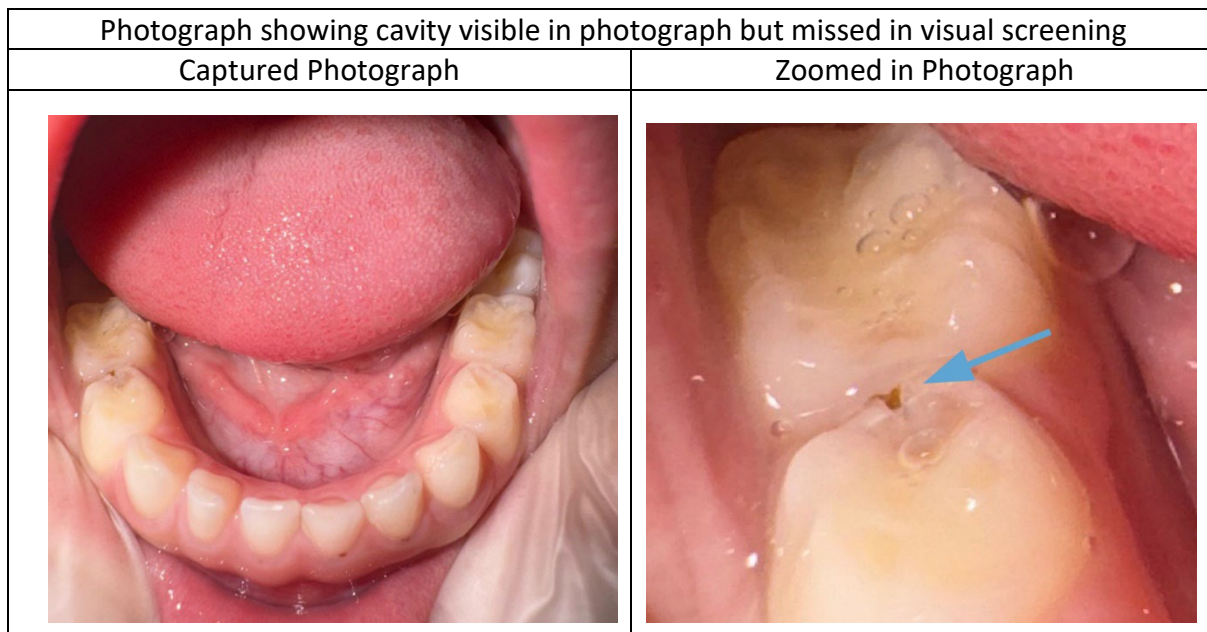 Photograph showing cavity visible in photograph but missed in visual screening
Captured Photograph
Zoomed in Photograph